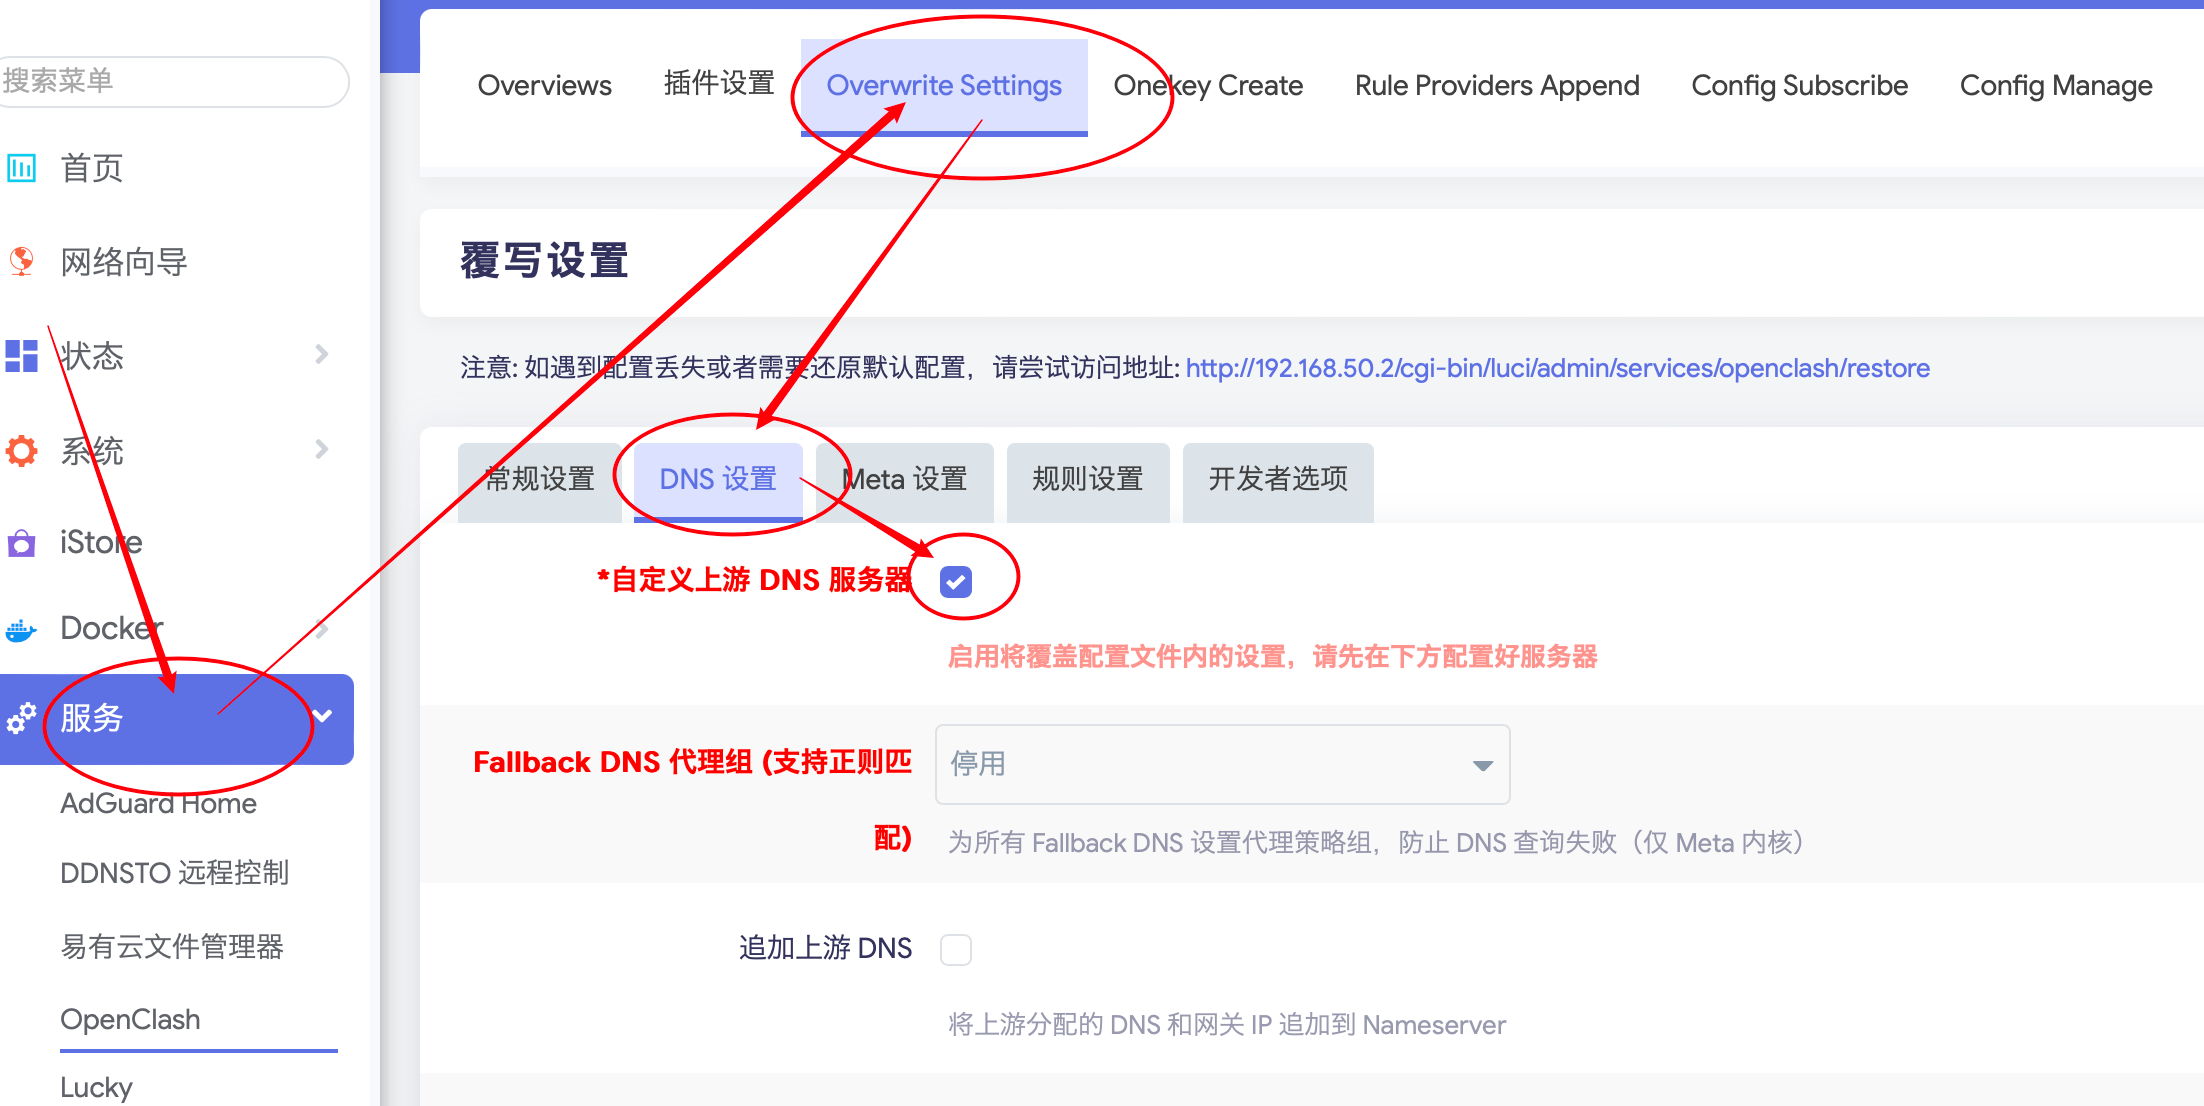 搜索菜单
首页
网络向导
状态
系统
iStore
Docker
服务
AdGuard Home
DDNSTO 远程控制
易有云文件管理器
OpenClash
Lucky
Overviews
插件设置
Overwrite Settings
Onekey Create
Rule Providers Append
Config Subscribe
Config Manage
覆写设置
注意: 如遇到配置丢失或者需要还原默认配置，请尝试访问地址: http://192.168.50.2/cgi-bin/luci/admin/services/openclash/restore
常规设置
DNS 设置
Meta 设置
规则设置
开发者选项
*自定义上游 DNS 服务器
启用将覆盖配置文件内的设置，请先在下方配置好服务器
Fallback DNS 代理组 (支持正则匹
配)
停用
为所有 Fallback DNS 设置代理策略组，防止 DNS 查询失败（仅 Meta 内核）
追加上游 DNS
将上游分配的 DNS 和网关 IP 追加到 Nameserver